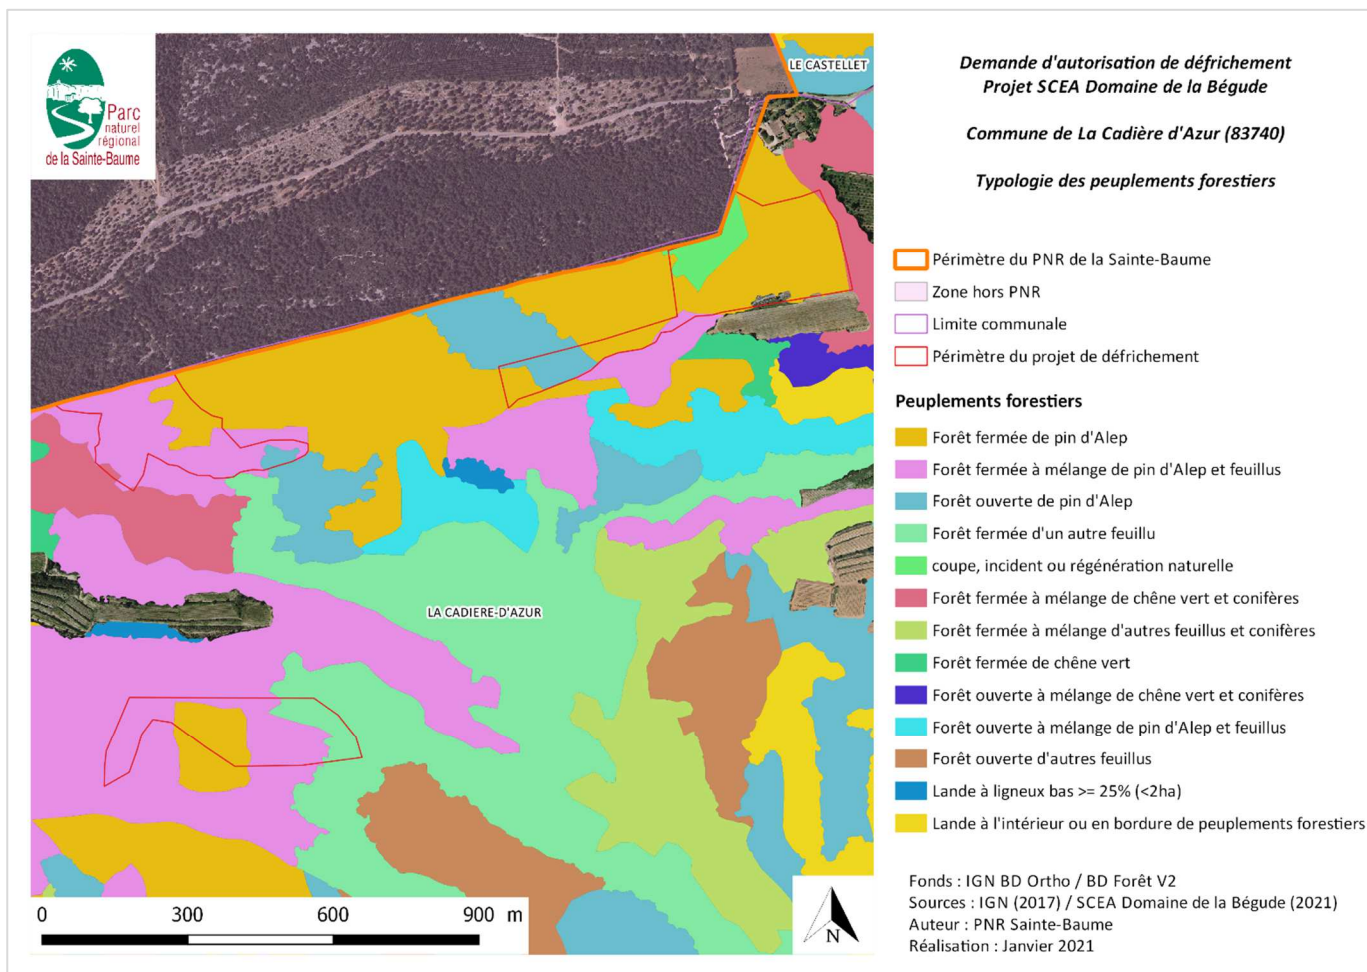 Parc
naturel
régional
de la Sainte-Baume
LE CASTELLET
LA CADIERE-D'AZUR
0 300 600 900 m
N
Demande d'autorisation de défrichement
Projet SCEA Domaine de la Bégude
Commune de La Cadière d'Azur (83740)
Typologie des peuplements forestiers
Périmètre du PNR de la Sainte-Baume
Zone hors PNR
Limite communale
Périmètre du projet de défrichement
Peuplements forestiers
Forêt fermée de pin d'Alep
Forêt fermée à mélange de pin d'Alep et feuillus
Forêt ouverte de pin d'Alep
Forêt fermée d'un autre feuillu
coupe, incident ou régénération naturelle
Forêt fermée à mélange de chêne vert et conifères
Forêt fermée à mélange d'autres feuillus et conifères
Forêt fermée de chêne vert
Forêt ouverte à mélange de chêne vert et conifères
Forêt ouverte à mélange de pin d'Alep et feuillus
Forêt ouverte d'autres feuillus
Lande à ligneux bas >= 25% (<2ha)
Lande à l'intérieur ou en bordure de peuplements forestiers
Fonds : IGN BD Ortho / BD Forêt V2
Sources : IGN (2017) / SCEA Domaine de la Bégude (2021)
Auteur : PNR Sainte-Baume
Réalisation : Janvier 2021